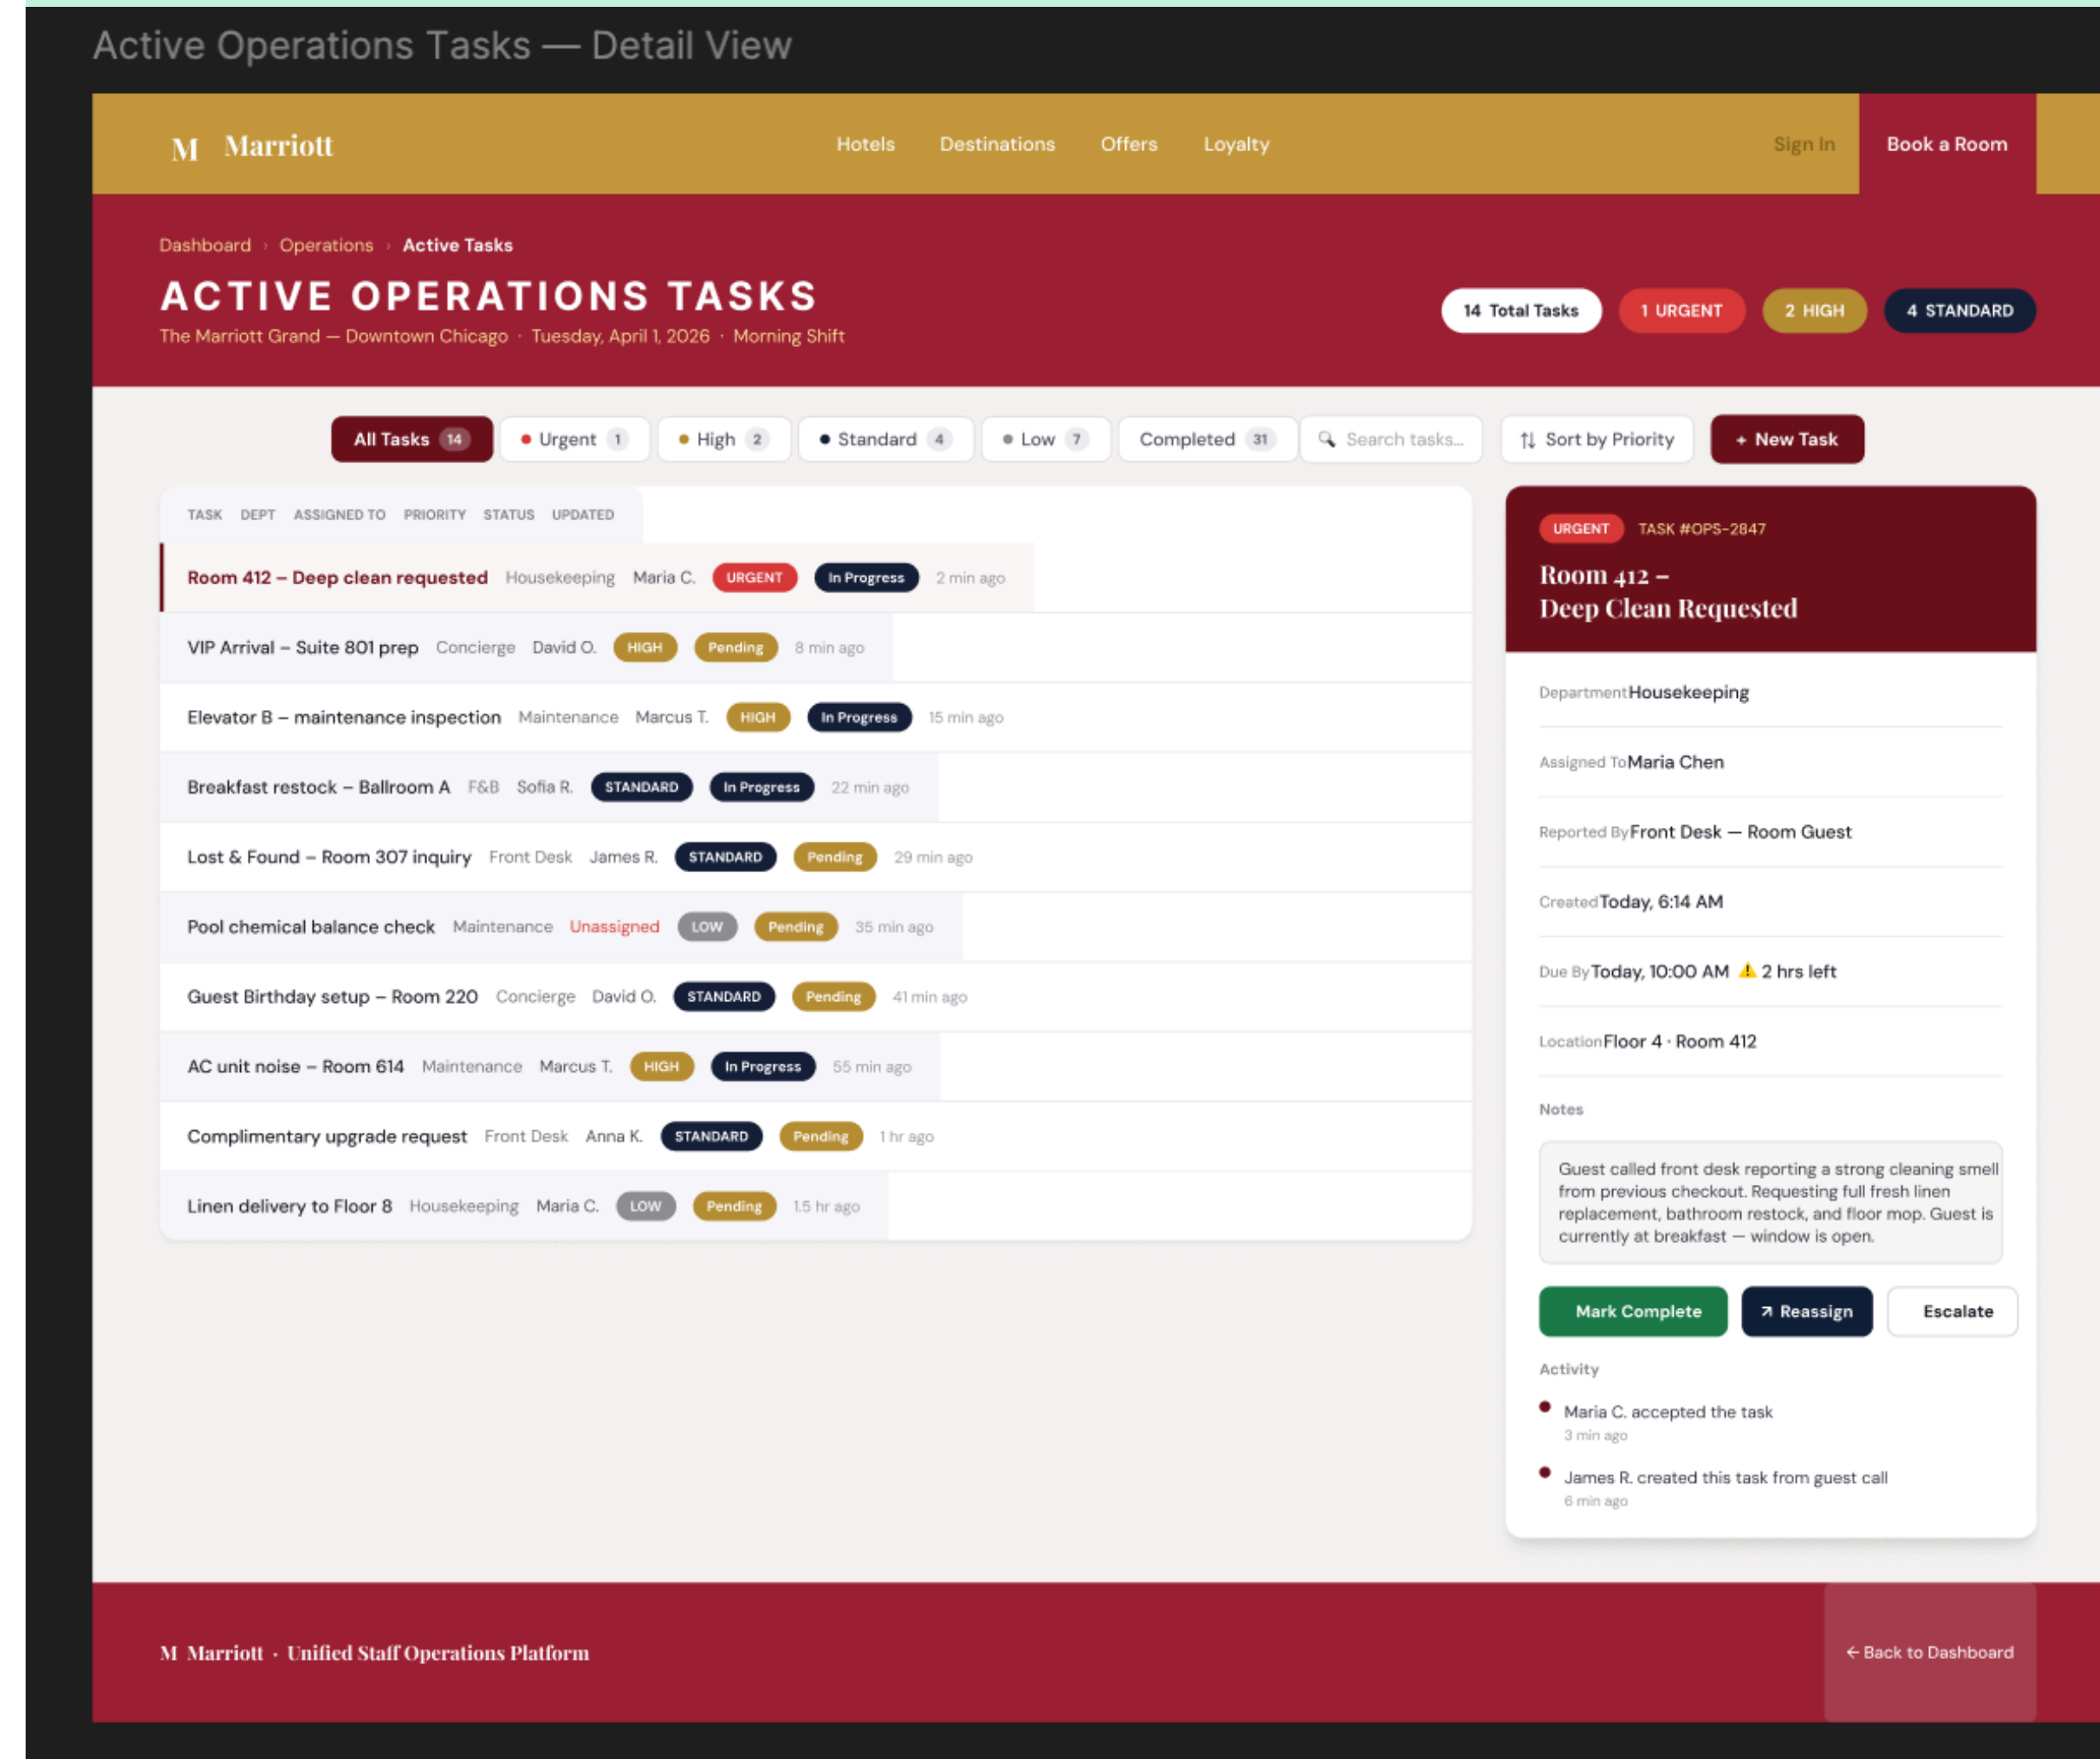 Active Operations Tasks — Detail View
M Marriott
Hotels Destinations Offers Loyalty
Sign In Book a Room
Dashboard › Operations › Active Tasks
ACTIVE OPERATIONS TASKS
The Marriott Grand — Downtown Chicago · Tuesday, April 1, 2026 · Morning Shift
14 Total Tasks 1 URGENT 2 HIGH 4 STANDARD
All Tasks 14 Urgent 1 High 2 Standard 4 Low 7 Completed 31 Search tasks... ↑↓ Sort by Priority + New Task
TASK DEPT ASSIGNED TO PRIORITY STATUS UPDATED
Room 412 – Deep clean requested Housekeeping Maria C. URGENT In Progress 2 min ago
VIP Arrival – Suite 801 prep Concierge David O. HIGH Pending 8 min ago
Elevator B – maintenance inspection Maintenance Marcus T. HIGH In Progress 15 min ago
Breakfast restock – Ballroom A F&B Sofia R. STANDARD In Progress 22 min ago
Lost & Found – Room 307 inquiry Front Desk James R. STANDARD Pending 29 min ago
Pool chemical balance check Maintenance Unassigned LOW Pending 35 min ago
Guest Birthday setup – Room 220 Concierge David O. STANDARD Pending 41 min ago
AC unit noise – Room 614 Maintenance Marcus T. HIGH In Progress 55 min ago
Complimentary upgrade request Front Desk Anna K. STANDARD Pending 1 hr ago
Linen delivery to Floor 8 Housekeeping Maria C. LOW Pending 1.5 hr ago
URGENT TASK #OPS-2847
Room 412 –
Deep Clean Requested
Department Housekeeping
Assigned To Maria Chen
Reported By Front Desk — Room Guest
Created Today, 6:14 AM
Due By Today, 10:00 AM ⚠ 2 hrs left
Location Floor 4 · Room 412
Notes
Guest called front desk reporting a strong cleaning smell
from previous checkout. Requesting full fresh linen
replacement, bathroom restock, and floor mop. Guest is
currently at breakfast — window is open.
Mark Complete ↗ Reassign Escalate
Activity
Maria C. accepted the task
3 min ago
James R. created this task from guest call
6 min ago
M Marriott · Unified Staff Operations Platform
← Back to Dashboard